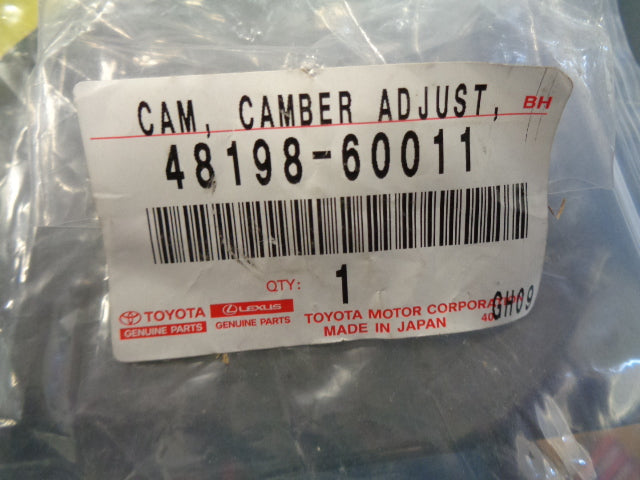 CAM, CAMBER ADJUST, BH
48198-60011
QTY: 1
TOYOTA
GENUINE PARTS
LEXUS
GENUINE PARTS
TOYOTA MOTOR CORPORATION
MADE IN JAPAN 40
GH09